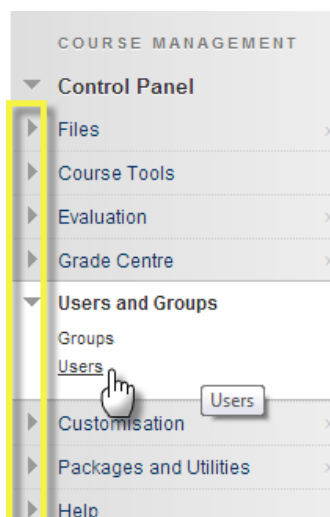 COURSE MANAGEMENT
Control Panel
Files
Course Tools
Evaluation
Grade Centre
Users and Groups
Groups
Users
Users
Customisation
Packages and Utilities
Help